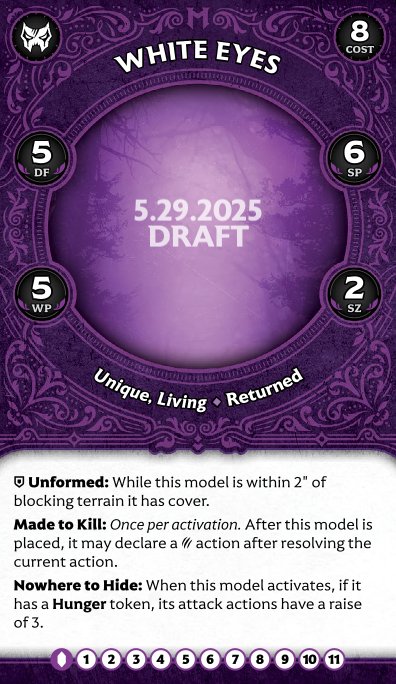 WHITE EYES
8
COST
5
DF
6
SP
5.29.2025
DRAFT
5
WP
2
SZ
Unique, Living ◆ Returned
Unformed: While this model is within 2" of
blocking terrain it has cover.
Made to Kill: Once per activation. After this model is
placed, it may declare a action after resolving the
current action.
Nowhere to Hide: When this model activates, if it
has a Hunger token, its attack actions have a raise
of 3.
1 2 3 4 5 6 7 8 9 10 11